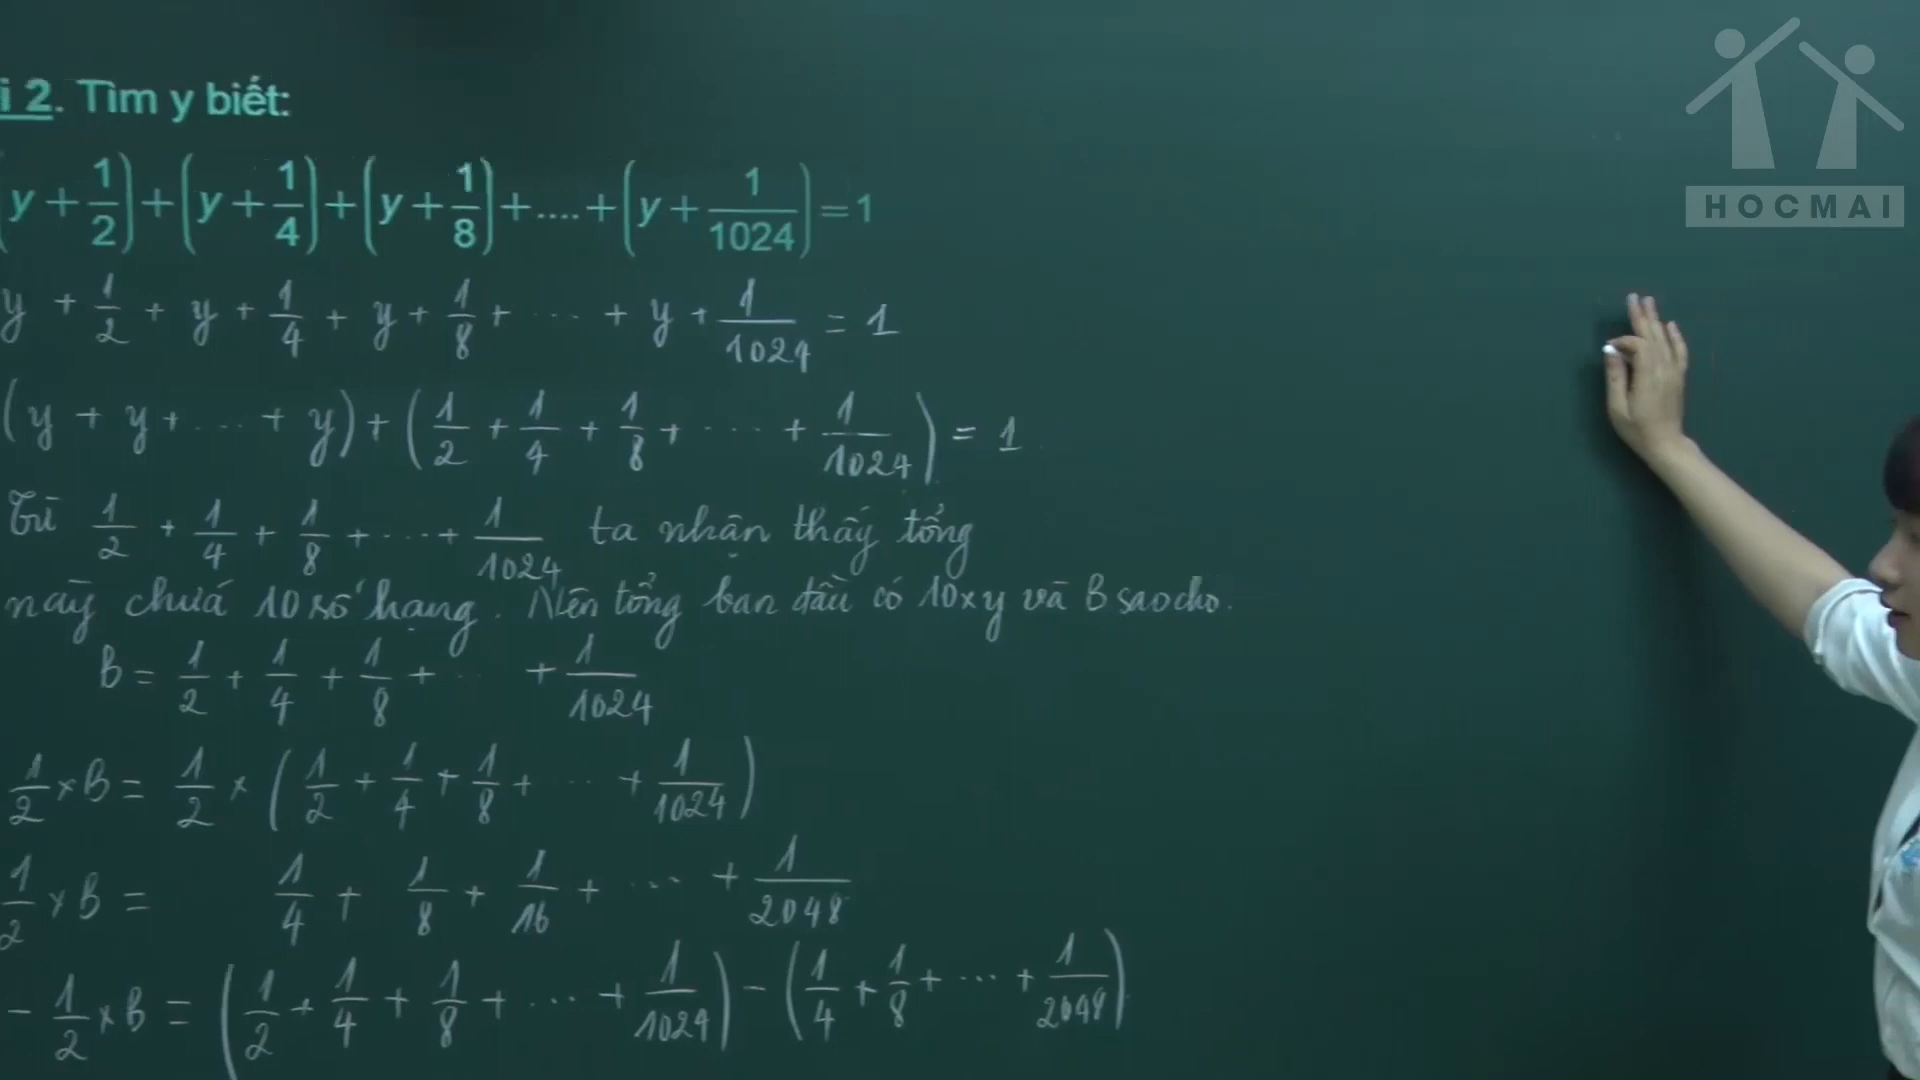 i 2. Tìm y biết:
(y + 1/2) + (y + 1/4) + (y + 1/8) + .... + (y + 1/1024) = 1
y + 1/2 + y + 1/4 + y + 1/8 + ... + y + 1/1024 = 1
(y + y + ... + y) + (1/2 + 1/4 + 1/8 + ... + 1/1024) = 1
Từ 1/2 + 1/4 + 1/8 + ... + 1/1024 ta nhận thấy tổng
này chứa 10 số hạng. Nên tổng ban đầu có 10 x y và B sao cho.
B = 1/2 + 1/4 + 1/8 + ... + 1/1024
1/2 x B = 1/2 x (1/2 + 1/4 + 1/8 + ... + 1/1024)
1/2 x B = 1/4 + 1/8 + 1/16 + ... + 1/2048
- 1/2 x B = (1/2 + 1/4 + 1/8 + ... + 1/1024) - (1/4 + 1/8 + ... + 1/2048)
HOCMAI